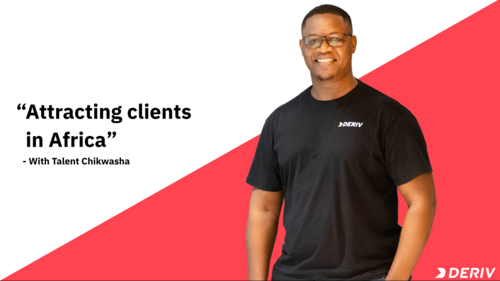 “Attracting clients
in Africa”
- With Talent Chikwasha
DERIV
DERIV